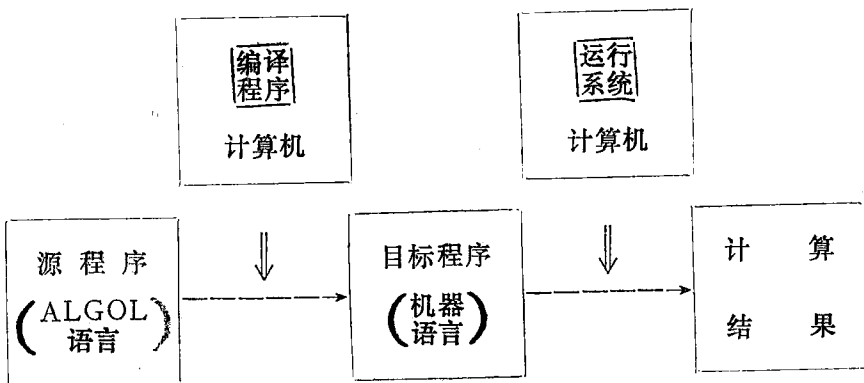 编译
程序
计算机
运行
系统
计算机
源程序
(ALGOL
语言)
目标程序
(机器
语言)
计算
结果